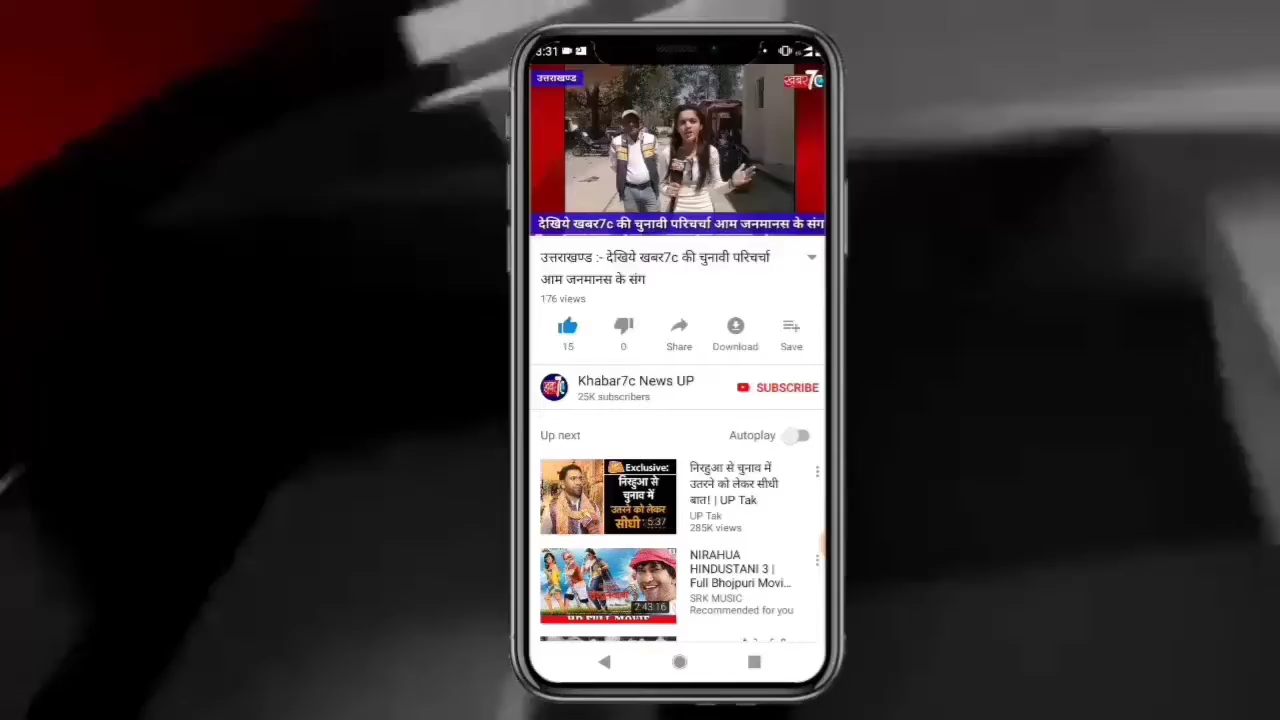 3:31
उत्तराखण्ड
खबर7c
देखिये खबर7c की चुनावी परिचर्चा आम जनमानस के संग
उत्तराखण्ड :- देखिये खबर7c की चुनावी परिचर्चा
आम जनमानस के संग
176 views
15
0
Share
Download
Save
Khabar7c News UP
25K subscribers
SUBSCRIBE
Up next
Autoplay
Exclusive:
निरहुआ से
चुनाव में
उतरने को लेकर
सीधी
5:37
निरहुआ से चुनाव में
उतरने को लेकर सीधी
बात! | UP Tak
UP Tak
285K views
2:43:16
HD FULL MOVIE
NIRAHUA
HINDUSTANI 3 |
Full Bhojpuri Movi...
SRK MUSIC
Recommended for you